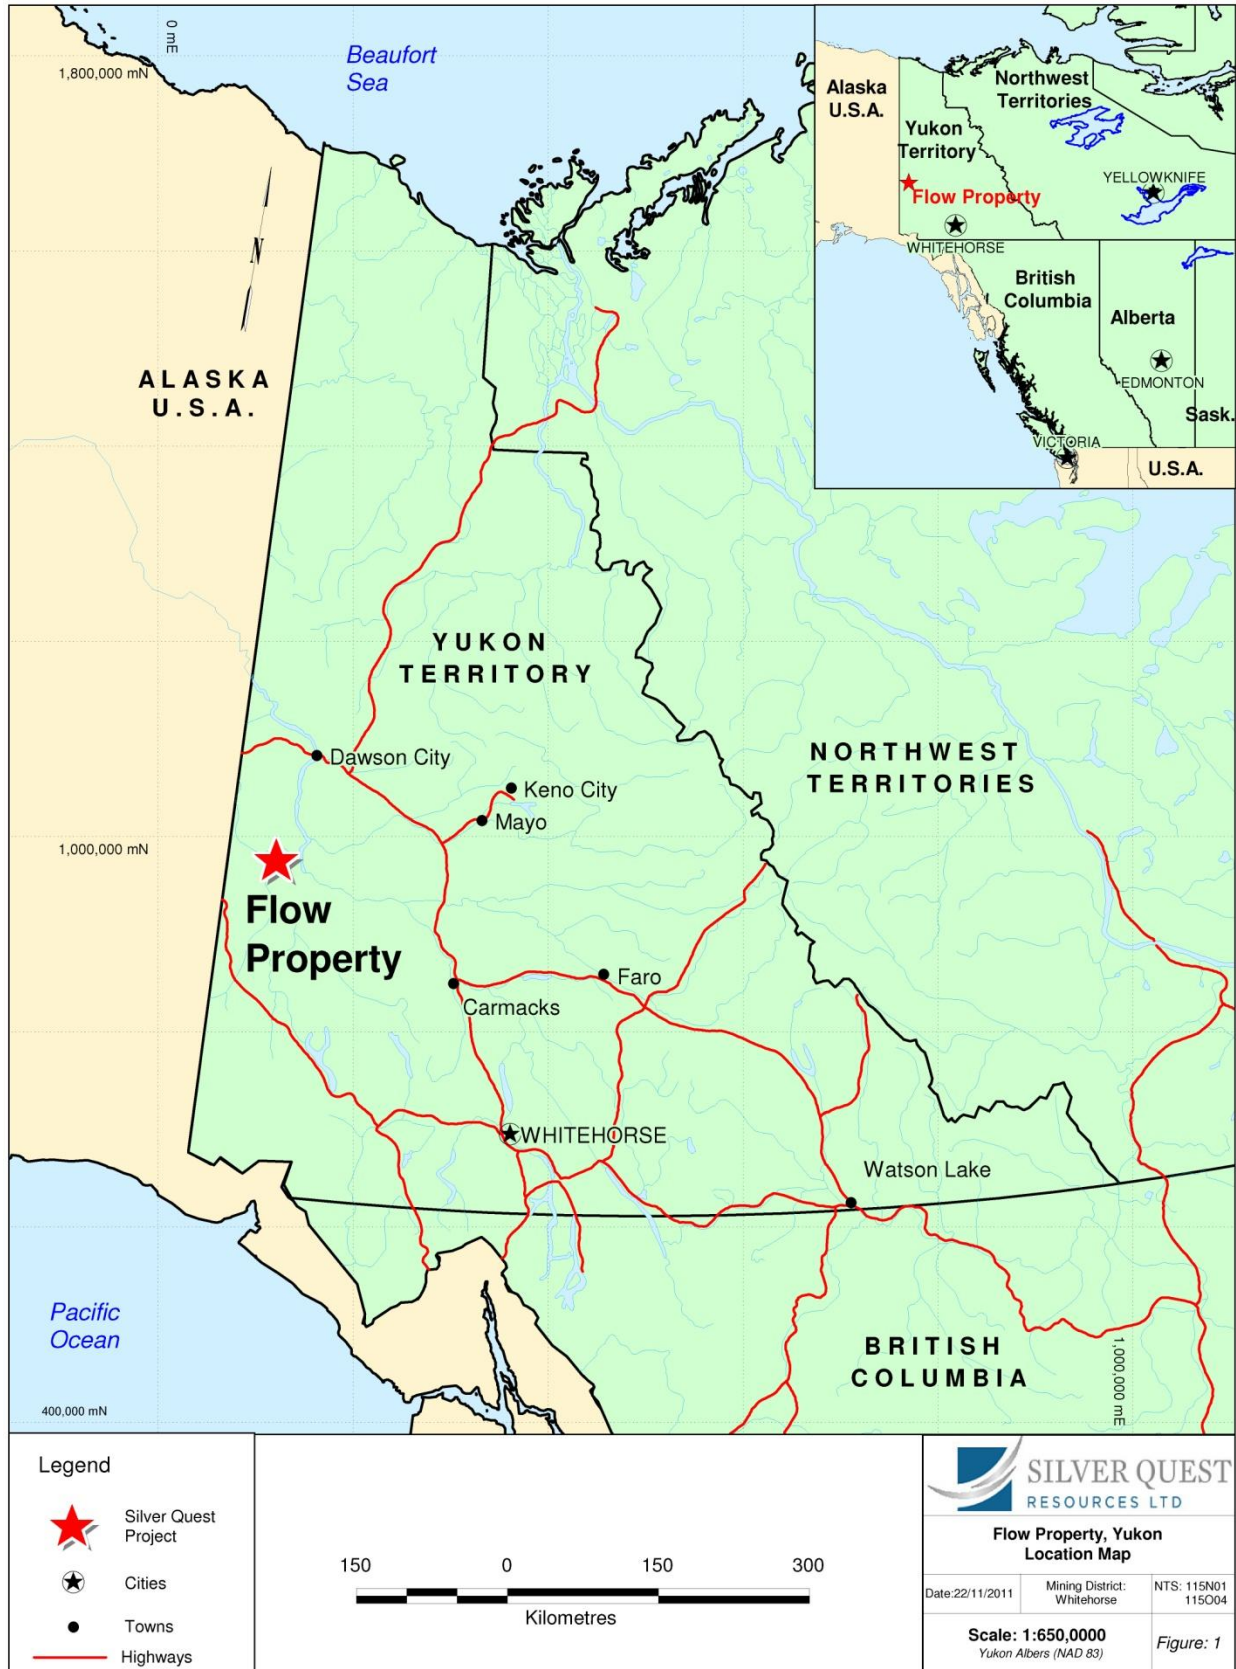 0 mE
1,800,000 mN
Beaufort
Sea
N
ALASKA
U.S.A.
YUKON
TERRITORY
NORTHWEST
TERRITORIES
Dawson City
Keno City
Mayo
1,000,000 mN
Flow
Property
Faro
Carmacks
WHITEHORSE
Watson Lake
Pacific
Ocean
BRITISH
COLUMBIA
1,000,000 mE
400,000 mN
Alaska
U.S.A.
Northwest
Territories
Yukon
Territory
YELLOWKNIFE
Flow Property
WHITEHORSE
British
Columbia
Alberta
EDMONTON
Sask.
VICTORIA
U.S.A.
Legend
Silver Quest
Project
Cities
Towns
Highways
150 0 150 300
Kilometres
SILVER QUEST
RESOURCES LTD
Flow Property, Yukon
Location Map
Date:22/11/2011
Mining District:
Whitehorse
NTS: 115N01
115O04
Scale: 1:650,0000
Yukon Albers (NAD 83)
Figure: 1